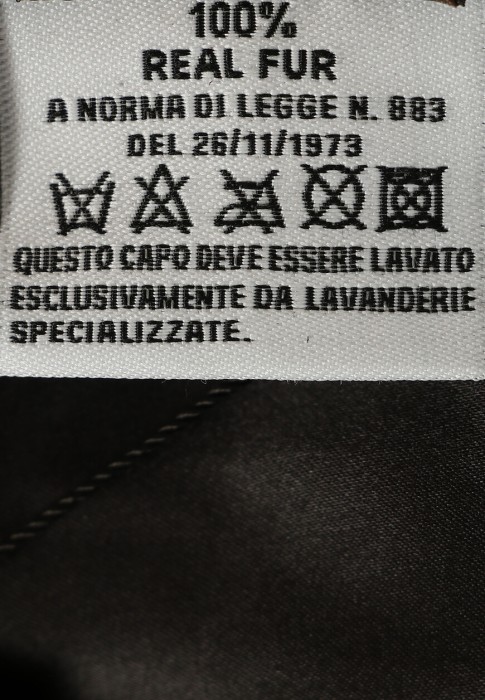 100%
REAL FUR
A NORMA DI LEGGE N. 883
DEL 26/11/1973
QUESTO CAPO DEVE ESSERE LAVATO
ESCLUSIVAMENTE DA LAVANDERIE
SPECIALIZZATE.